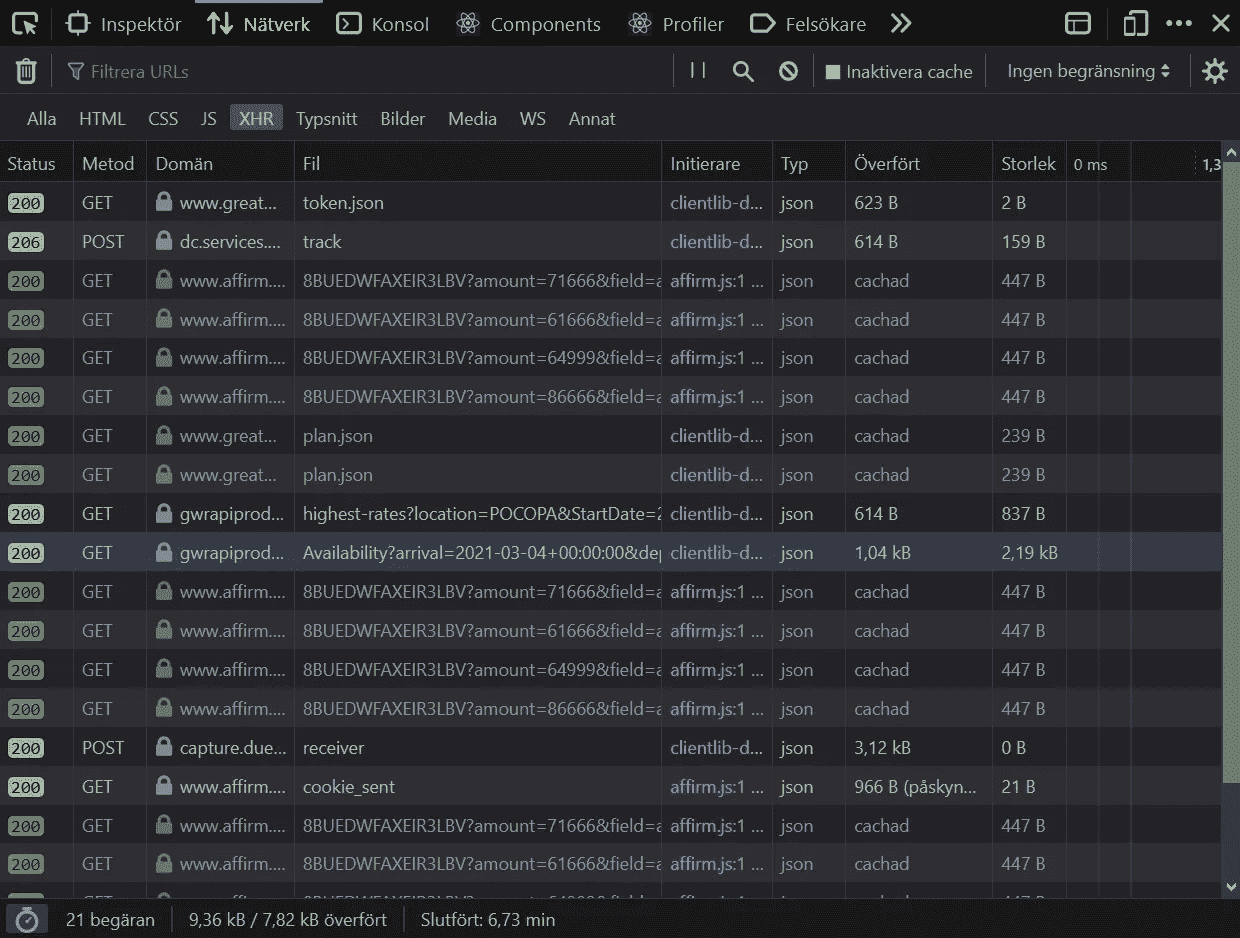 Inspektör Nätverk Konsol Components Profiler Felsökare
Filtrera URLs Inaktivera cache Ingen begränsning
Alla HTML CSS JS XHR Typsnitt Bilder Media WS Annat
Status Metod Domän Fil Initierare Typ Överfört Storlek 0 ms 1,3
200 GET www.great... token.json clientlib-d... json 623 B 2 B
206 POST dc.services.... track clientlib-d... json 614 B 159 B
200 GET www.affirm.... 8BUEDWFAXEIR3LBV?amount=71666&field=a affirm.js:1 ... json cachad 447 B
200 GET www.affirm.... 8BUEDWFAXEIR3LBV?amount=61666&field=a affirm.js:1 ... json cachad 447 B
200 GET www.affirm.... 8BUEDWFAXEIR3LBV?amount=64999&field=a affirm.js:1 ... json cachad 447 B
200 GET www.affirm.... 8BUEDWFAXEIR3LBV?amount=86666&field=a affirm.js:1 ... json cachad 447 B
200 GET www.great... plan.json clientlib-d... json cachad 239 B
200 GET www.great... plan.json clientlib-d... json cachad 239 B
200 GET gwrapiprod... highest-rates?location=POCOPA&StartDate=2 clientlib-d... json 614 B 837 B
200 GET gwrapiprod... Availability?arrival=2021-03-04+00:00:00&dep clientlib-d... json 1,04 kB 2,19 kB
200 GET www.affirm.... 8BUEDWFAXEIR3LBV?amount=71666&field=a affirm.js:1 ... json cachad 447 B
200 GET www.affirm.... 8BUEDWFAXEIR3LBV?amount=61666&field=a affirm.js:1 ... json cachad 447 B
200 GET www.affirm.... 8BUEDWFAXEIR3LBV?amount=64999&field=a affirm.js:1 ... json cachad 447 B
200 GET www.affirm.... 8BUEDWFAXEIR3LBV?amount=86666&field=a affirm.js:1 ... json cachad 447 B
200 POST capture.due... receiver clientlib-d... json 3,12 kB 0 B
200 GET www.affirm.... cookie_sent affirm.js:1 ... json 966 B (påskyn... 21 B
200 GET www.affirm.... 8BUEDWFAXEIR3LBV?amount=71666&field=a affirm.js:1 ... json cachad 447 B
200 GET www.affirm.... 8BUEDWFAXEIR3LBV?amount=61666&field=a affirm.js:1 ... json cachad 447 B
21 begäran 9,36 kB / 7,82 kB överfört Slutfört: 6,73 min